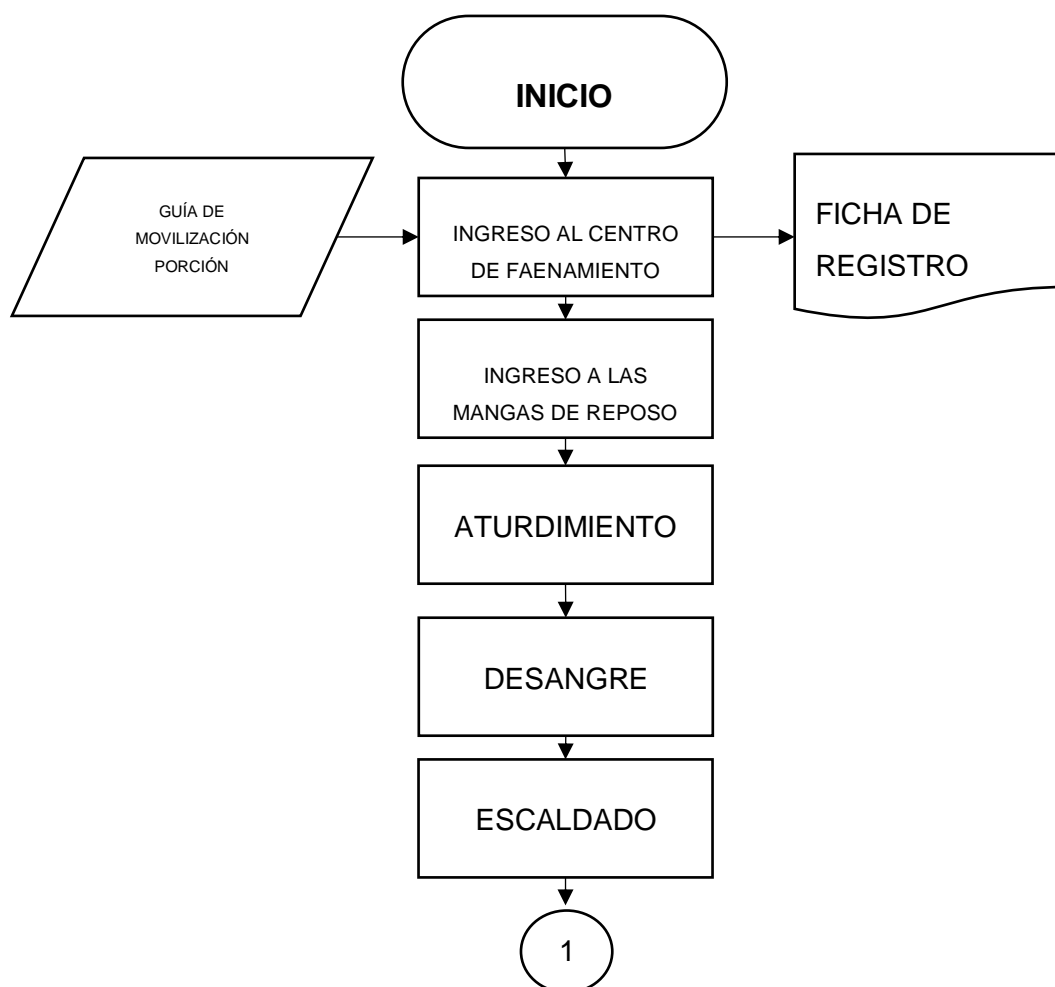 INICIO
GUÍA DE
MOVILIZACIÓN
PORCIÓN
INGRESO AL CENTRO
DE FAENAMIENTO
FICHA DE
REGISTRO
INGRESO A LAS
MANGAS DE REPOSO
ATURDIMIENTO
DESANGRE
ESCALDADO
1